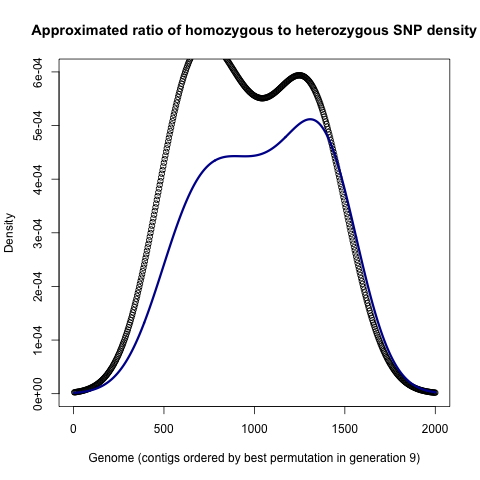 Approximated ratio of homozygous to heterozygous SNP density
6e-04
5e-04
4e-04
3e-04
2e-04
1e-04
0e+00
Density
0 500 1000 1500 2000
Genome (contigs ordered by best permutation in generation 9)